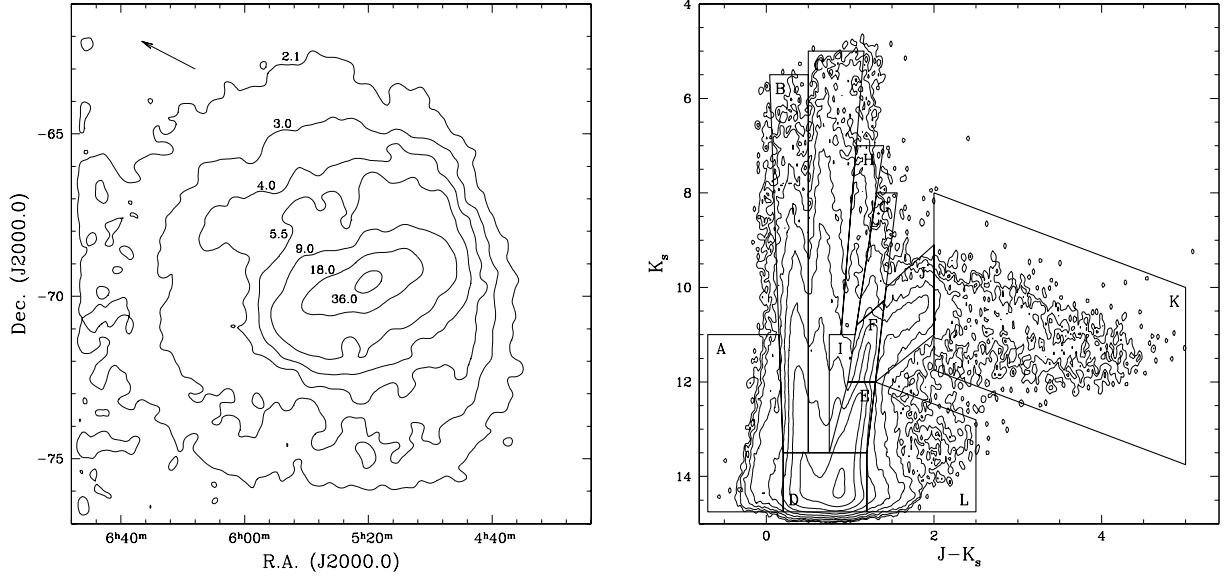 2.1
3.0
4.0
5.5
9.0
18.0
36.0
−65
−70
−75
Dec. (J2000.0)
6h40m
6h00m
5h20m
4h40m
R.A. (J2000.0)
4
6
8
10
12
14
Ks
B
C
H
K
A
I
F
E
D
L
0
2
4
J−Ks